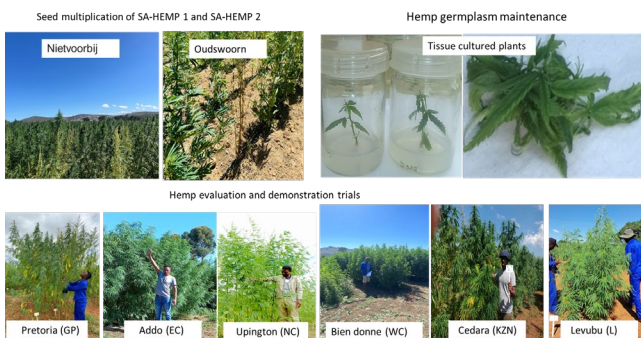 Seed multiplication of SA-HEMP 1 and SA-HEMP 2
Nietvoorbij
Oudswoorn
Hemp germplasm maintenance
Tissue cultured plants
Hemp evaluation and demonstration trials
Pretoria (GP)
Addo (EC)
Upington (NC)
Bien donne (WC)
Cedara (KZN)
Levubu (L)